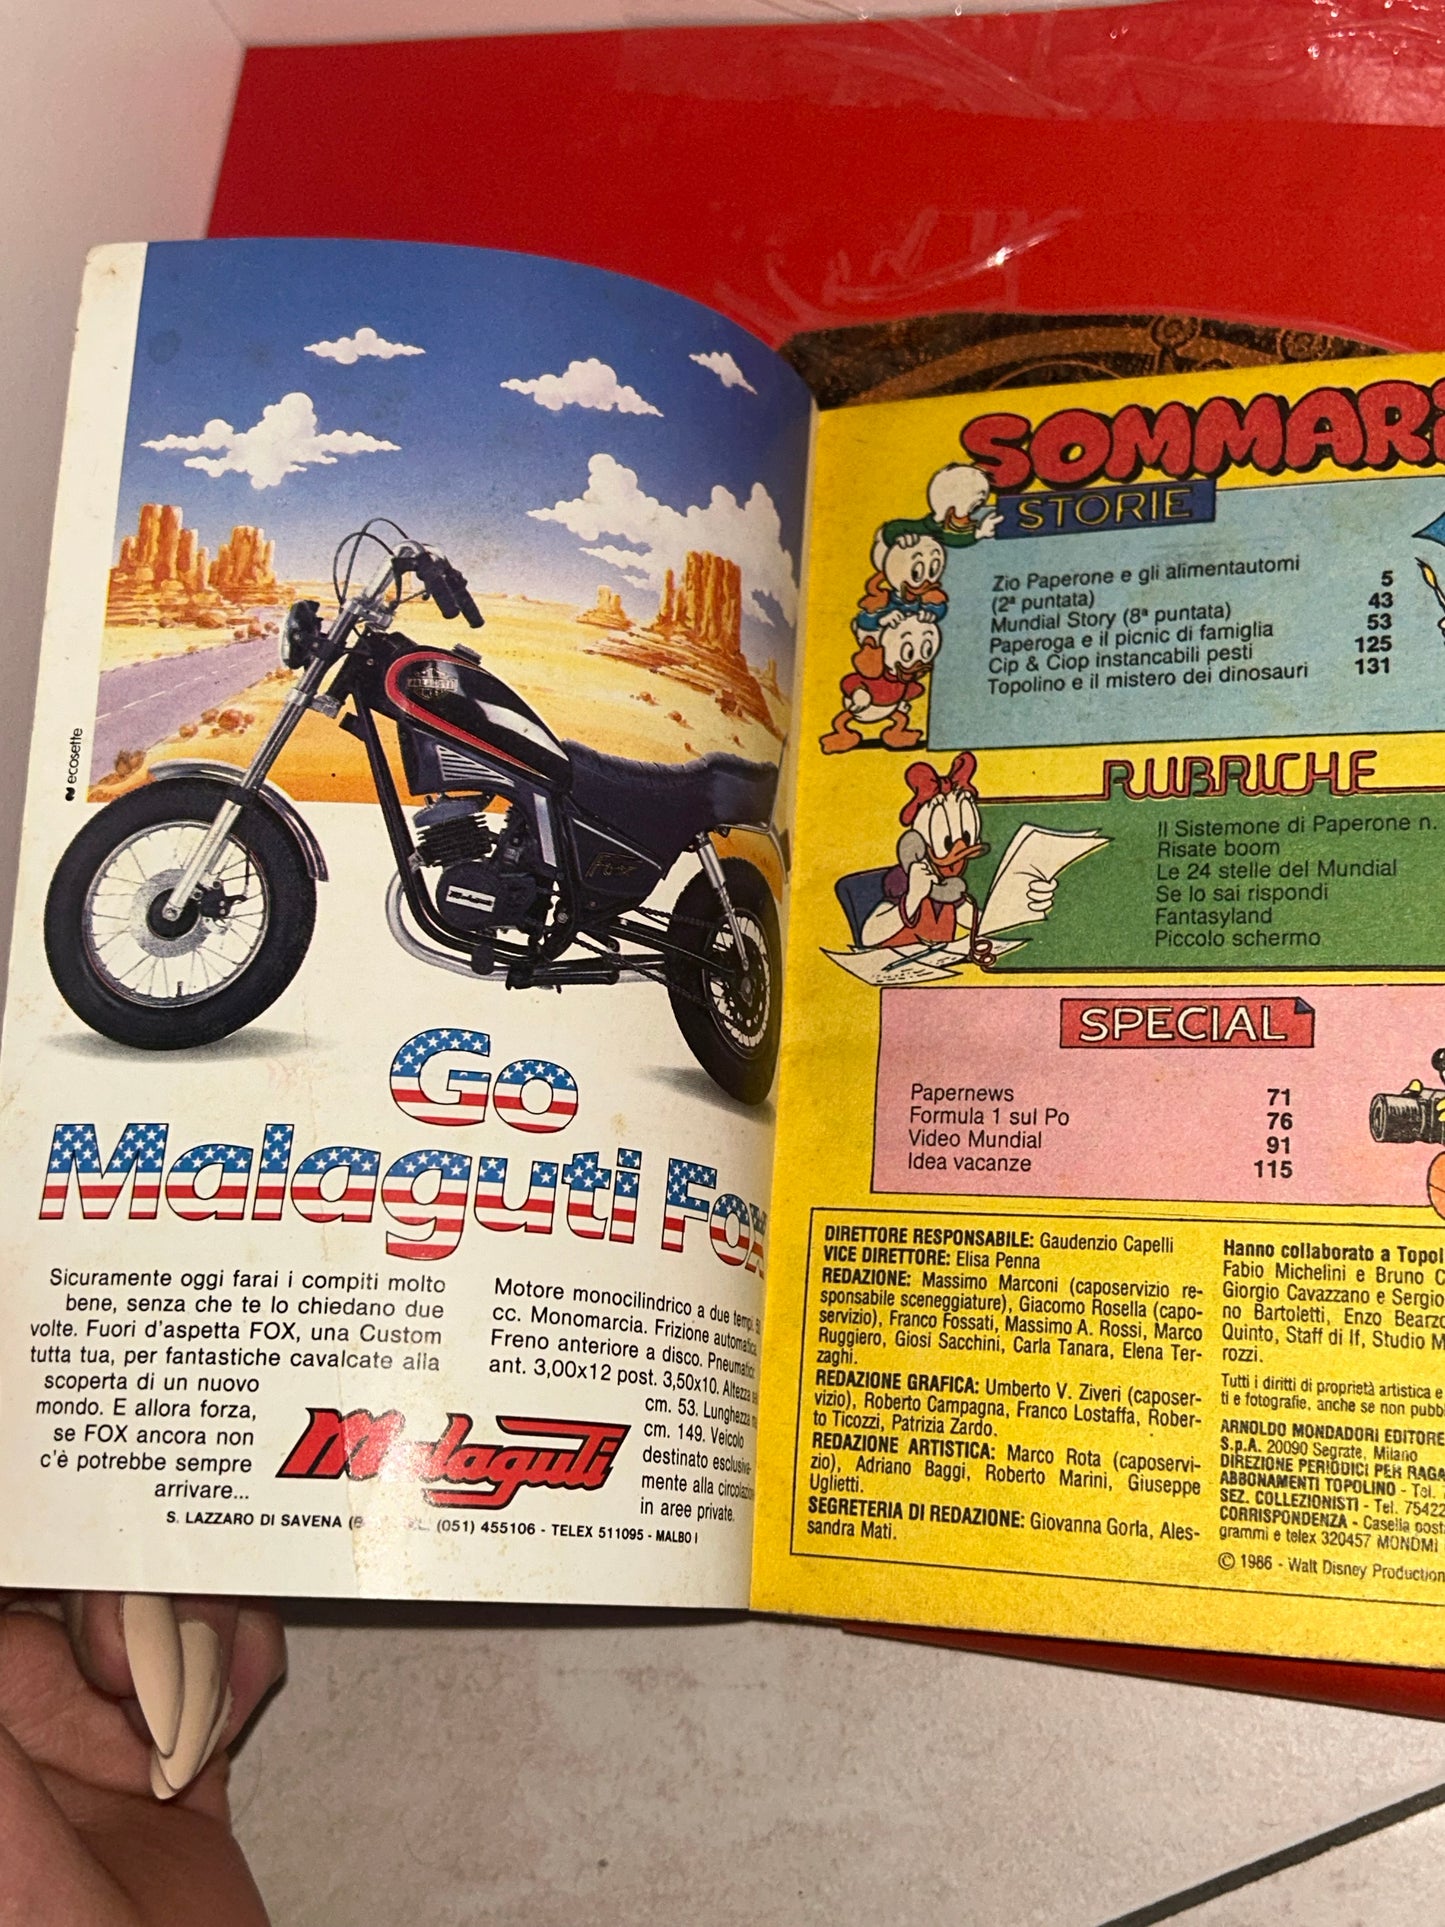 ecosette
Go
Malaguti Fox
Sicuramente oggi farai i compiti molto
bene, senza che te lo chiedano due
volte. Fuori d'aspetta FOX, una Custom
tutta tua, per fantastiche cavalcate alla
scoperta di un nuovo
mondo. E allora forza,
se FOX ancora non
c'è potrebbe sempre
arrivare...
Motore monocilindrico a due tempi,
cc. Monomarcia. Frizione automatica
Freno anteriore a disco. Pneumatici
ant. 3,00x12 post. 3,50x10. Altezza
cm. 53. Lunghezza
cm. 149. Veicolo
destinato esclusiva-
mente alla circolazione
in aree private.
Malaguti
S. LAZZARO DI SAVENA (051) 455106 - TELEX 511095 - MALBO I
SOMMARI
STORIE
Zio Paperone e gli alimentautomi
(2ª puntata) 5
Mundial Story (8ª puntata) 43
Paperoga e il picnic di famiglia 53
Cip & Ciop instancabili pesti 125
Topolino e il mistero dei dinosauri 131
RUBRICHE
Il Sistemone di Paperone n.
Risate boom
Le 24 stelle del Mundial
Se lo sai rispondi
Fantasyland
Piccolo schermo
SPECIAL
Papernews 71
Formula 1 sul Po 76
Video Mundial 91
Idea vacanze 115
DIRETTORE RESPONSABILE: Gaudenzio Capelli
VICE DIRETTORE: Elisa Penna
REDAZIONE: Massimo Marconi (caposervizio re-
sponsabile sceneggiature), Giacomo Rosella (capo-
servizio), Franco Fossati, Massimo A. Rossi, Marco
Ruggiero, Giosi Sacchini, Carla Tanara, Elena Ter-
zaghi.
REDAZIONE GRAFICA: Umberto V. Ziveri (caposer-
vizio), Roberto Campagna, Franco Lostaffa, Rober-
to Ticozzi, Patrizia Zardo.
REDAZIONE ARTISTICA: Marco Rota (caposervi-
zio), Adriano Baggi, Roberto Marini, Giuseppe
Uglietti.
SEGRETERIA DI REDAZIONE: Giovanna Gorla, Ales-
sandra Mati.
Hanno collaborato a Topol
Fabio Michelini e Bruno C
Giorgio Cavazzano e Sergio
no Bartoletti, Enzo Bearzo
Quinto, Staff di If, Studio M
rozzi.
Tutti i diritti di proprietà artistica e
ti e fotografie, anche se non pubb
ARNOLDO MONDADORI EDITORE
S.p.A. 20090 Segrate, Milano
DIREZIONE PERIODICI PER RAGA
ABBONAMENTI TOPOLINO - Tel.
SEZ. COLLEZIONISTI - Tel. 75422
CORRISPONDENZA - Casella post
grammi e telex 320457 MONDMI
© 1986 - Walt Disney Production